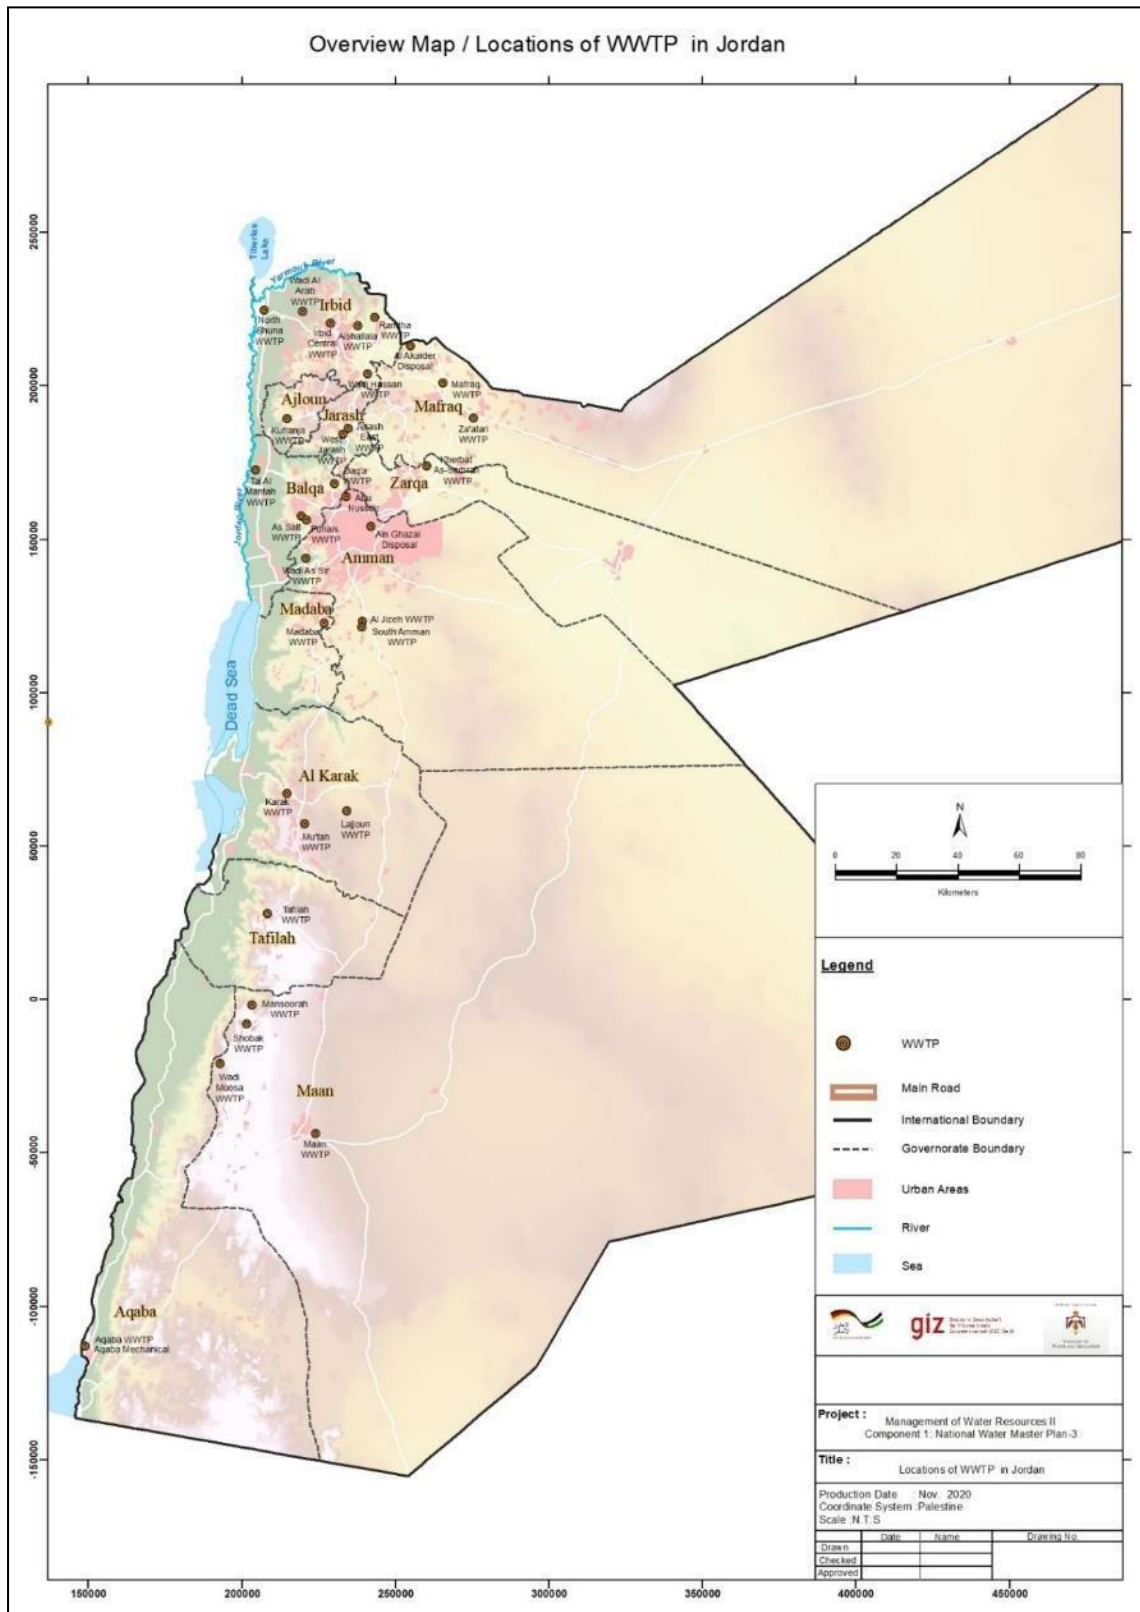 Overview Map / Locations of WWTP in Jordan
250000
200000
150000
100000
50000
0
-50000
-100000
-150000
150000
200000
250000
300000
350000
400000
450000
Tiberias
Lake
Yarmouk River
Jordan River
Dead Sea
Wadi Al
Arab
WWTP
Irbid
North
Shuna
WWTP
Irbid
Central
WWTP
Aishallala
WWTP
Ramtha
WWTP
Al Akaider
Disposal
Wadi Hassan
WWTP
Mafraq
WWTP
Mafraq
Za'atari
WWTP
Ajloun
Kufranja
WWTP
Jarash
Jerash
East
WWTP
West
Jarash
WWTP
Kherbat
As-Samrah
WWTP
Zarqa
Tal Al
Mantah
WWTP
Balqa
Baq'a
WWTP
Abu
Nussair
As Salt
WWTP
Fuhais
WWTP
Ain Ghazal
Disposal
Amman
Wadi As Sir
WWTP
Madaba
Madaba
WWTP
Al Jizeh WWTP
South Amman
WWTP
Al Karak
Karak
WWTP
Lajjoun
WWTP
Mu'tah
WWTP
Tafilah
WWTP
Tafilah
Mansoorah
WWTP
Shobak
WWTP
Wadi
Moosa
WWTP
Maan
Maan
WWTP
Aqaba
Aqaba WWTP
Aqaba Mechanical
N
0 20 40 60 80
Kilometers
Legend
WWTP
Main Road
International Boundary
Governorate Boundary
Urban Areas
River
Sea
giz
Project :
Management of Water Resources II
Component 1: National Water Master Plan-3
Title :
Locations of WWTP in Jordan
Production Date : Nov. 2020
Coordinate System :Palestine
Scale :N.T.S
Date Name Drawing No.
Drawn
Checked
Approved